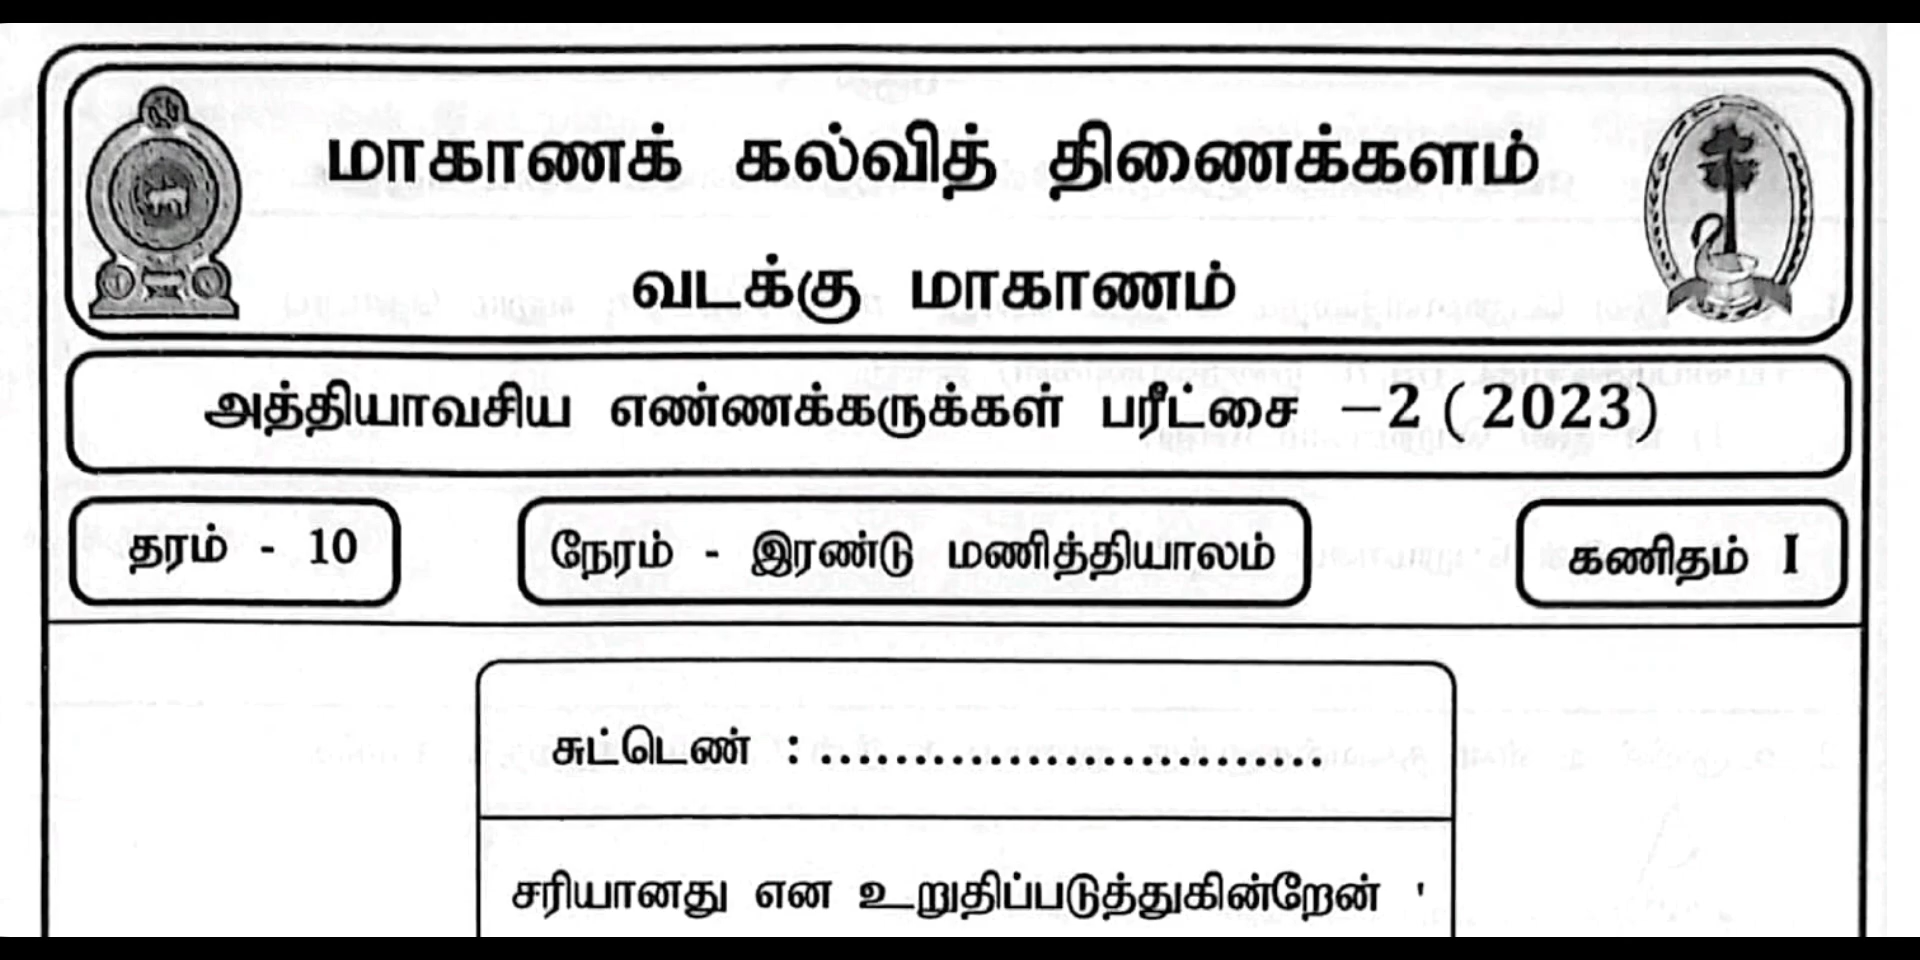 மாகாணக் கல்வித் திணைக்களம்
வடக்கு மாகாணம்
அத்தியாவசிய எண்ணக்கருக்கள் பரீட்சை –2 ( 2023)
தரம் - 10
நேரம் - இரண்டு மணித்தியாலம்
கணிதம் I
சுட்டெண் : ................................
சரியானது என உறுதிப்படுத்துகின்றேன் '